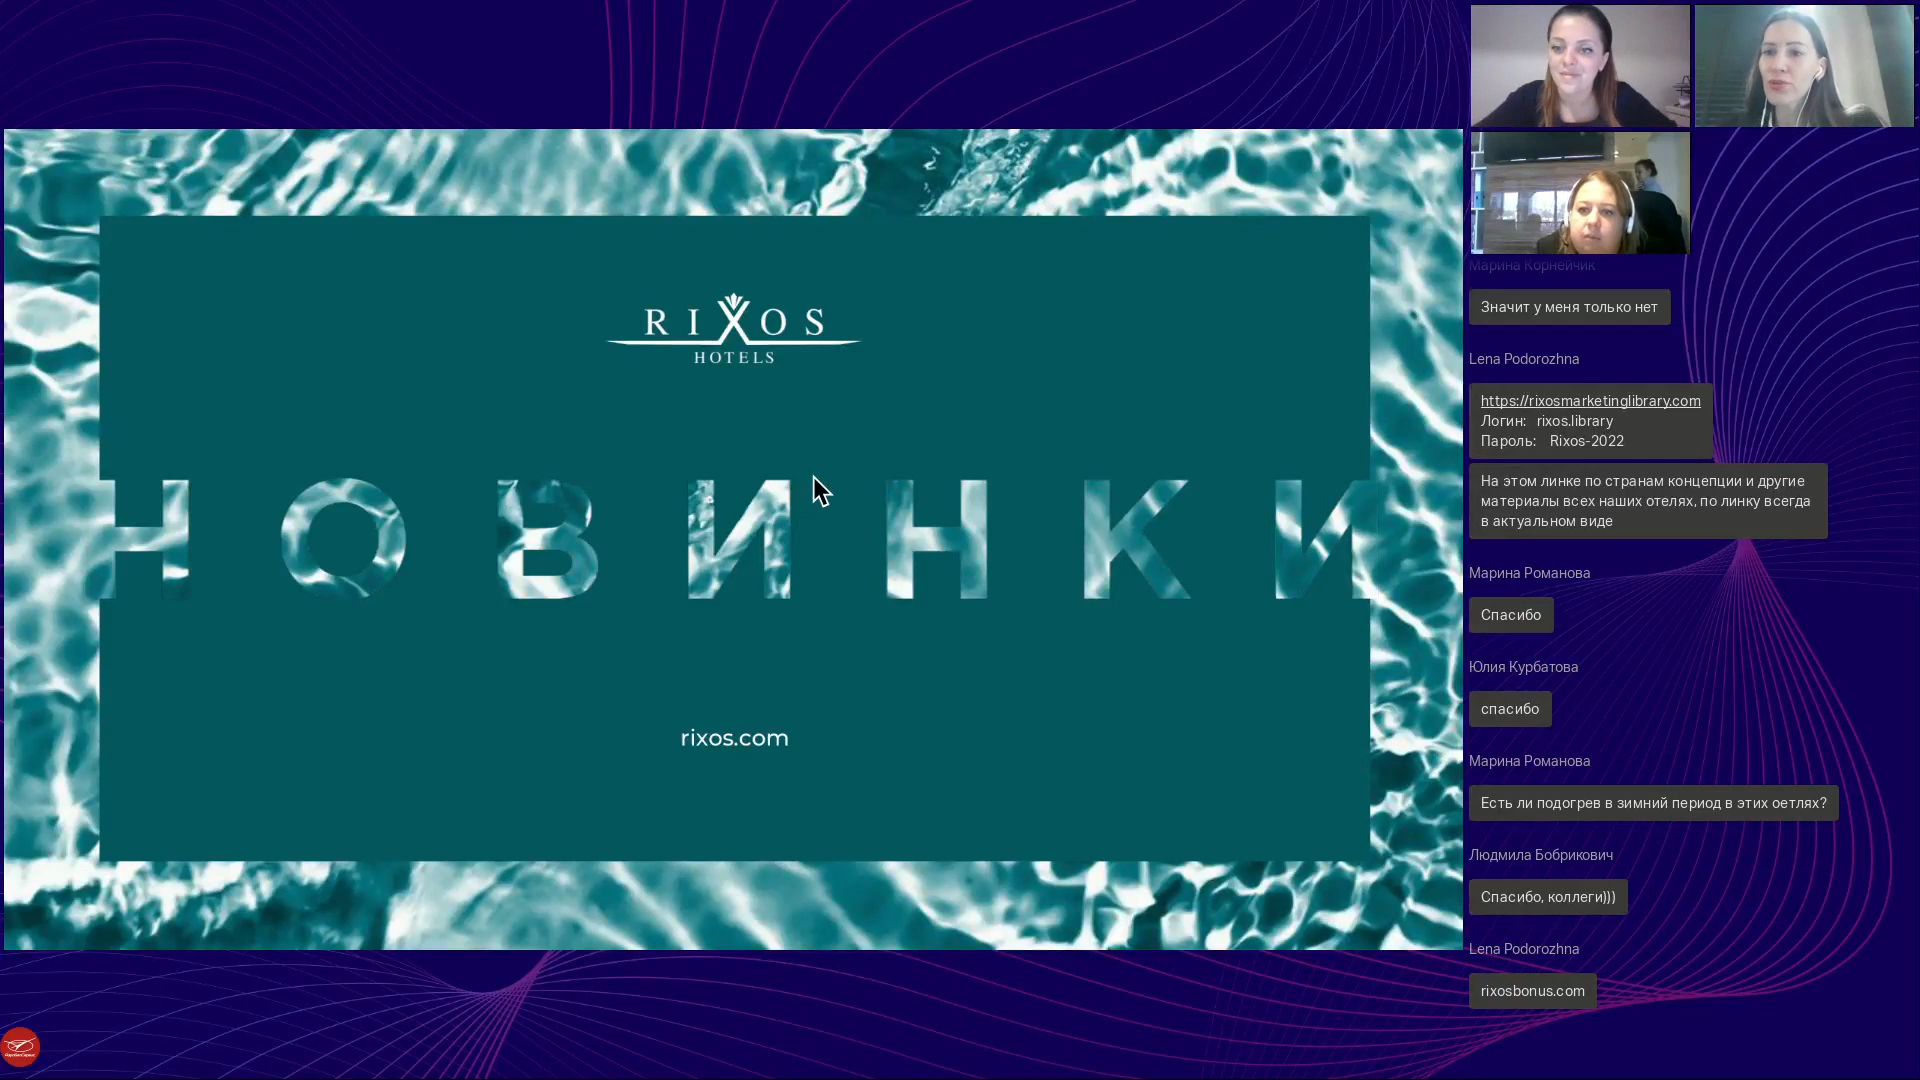 RIXOS
HOTELS
НОВИНКИ
rixos.com
Марина Корнейчик
Значит у меня только нет
Lena Podorozhna
https://rixosmarketinglibrary.com
Логин: rixos.library
Пароль: Rixos-2022
На этом линке по странам концепции и другие
материалы всех наших отелях, по линку всегда
в актуальном виде
Марина Романова
Спасибо
Юлия Курбатова
спасибо
Марина Романова
Есть ли подогрев в зимний период в этих оетлях?
Людмила Бобрикович
Спасибо, коллеги)))
Lena Podorozhna
rixosbonus.com